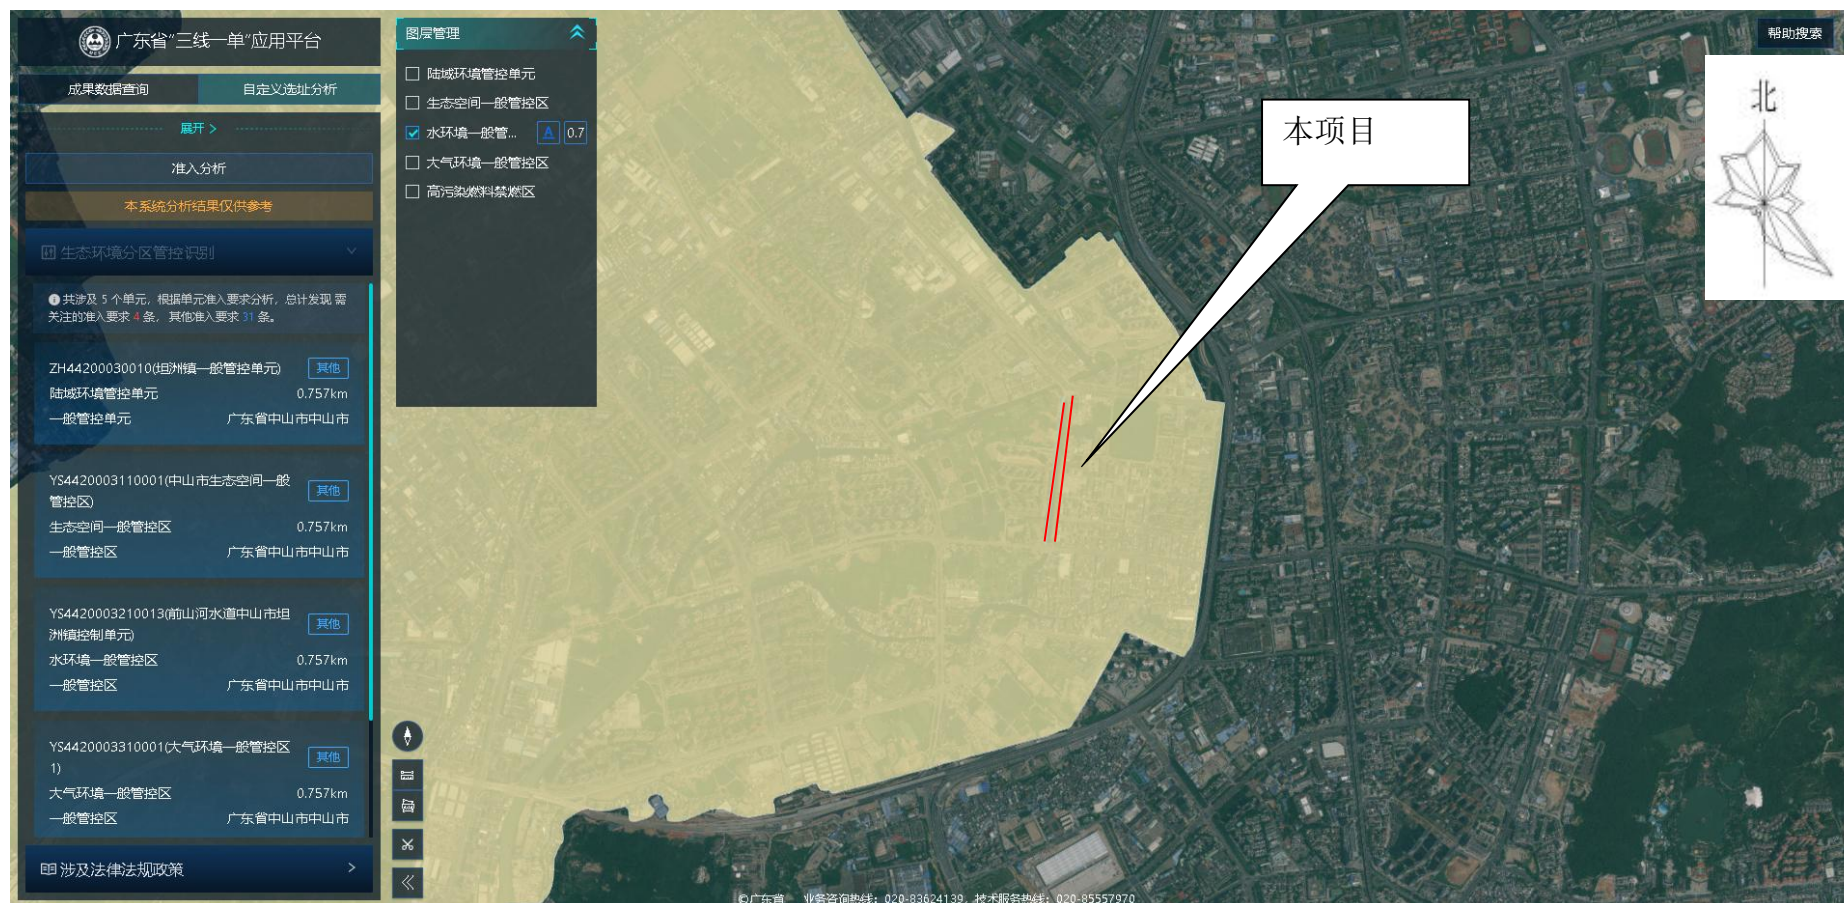 广东省“三线一单”应用平台
成果数据查询
自定义选址分析
展开 >
准入分析
本系统分析结果仅供参考
生态环境分区管控识别
共涉及 5 个单元，根据单元准入要求分析，总计发现 需
关注的准入要求 4 条， 其他准入要求 31 条。
ZH44200030010(坦洲镇一般管控单元)
其他
陆域环境管控单元
0.757km
一般管控单元
广东省中山市中山市
YS4420003110001(中山市生态空间一般
管控区)
其他
生态空间一般管控区
0.757km
一般管控区
广东省中山市中山市
YS4420003210013(前山河水道中山市坦
洲镇控制单元)
其他
水环境一般管控区
0.757km
一般管控区
广东省中山市中山市
YS4420003310001(大气环境一般管控区
1)
其他
大气环境一般管控区
0.757km
一般管控区
广东省中山市中山市
涉及法律法规政策
图层管理
陆域环境管控单元
生态空间一般管控区
水环境一般管...
A
0.7
大气环境一般管控区
高污染燃料禁燃区
本项目
帮助搜索
北
©广东省 业务咨询热线：020-83624139，技术服务热线：020-85557970